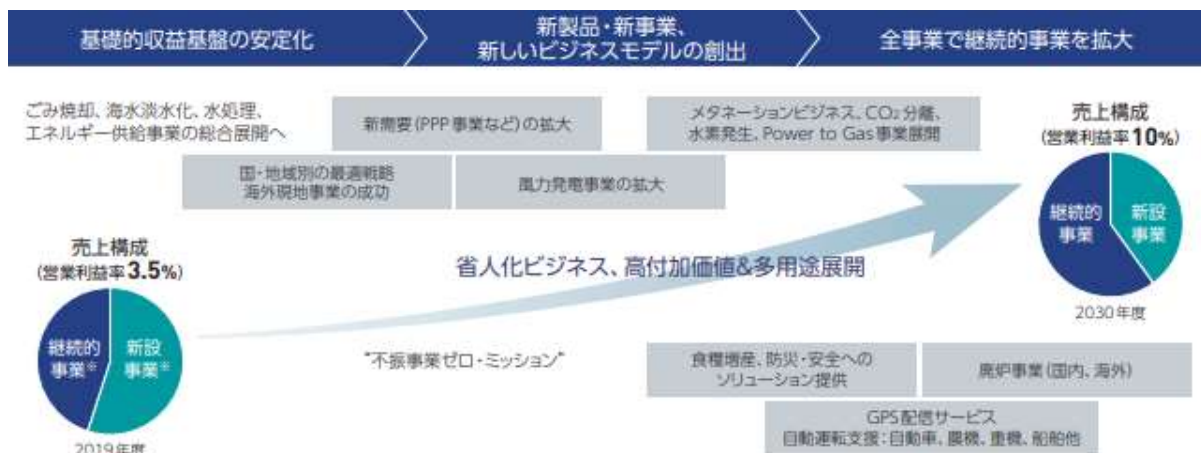 基礎的収益基盤の安定化
新製品・新事業、
新しいビジネスモデルの創出
全事業で継続的事業を拡大
ごみ焼却、海水淡水化、水処理、
エネルギー供給事業の総合展開へ
新需要(PPP事業など)の拡大
メタネーションビジネス、CO₂分離、
水素発生、Power to Gas事業展開
国・地域別の最適戦略
海外現地事業の成功
風力発電事業の拡大
売上構成
(営業利益率10%)
継続的
事業
新設
事業
2030年度
省人化ビジネス、高付加価値&多用途展開
売上構成
(営業利益率3.5%)
継続的
事業※
新設
事業※
2019年度
“不振事業ゼロ・ミッション”
食糧増産、防災・安全への
ソリューション提供
廃炉事業(国内、海外)
GPS配信サービス
自動運転支援:自動車、農機、重機、船舶他